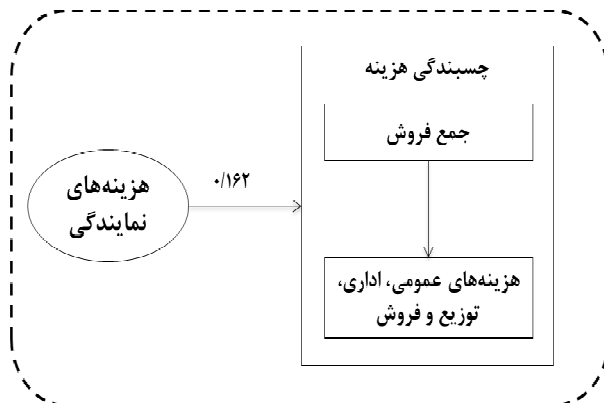 چسبندگی هزینه
جمع فروش
۰/۱۶۲
هزینه‌های
نمایندگی
هزینه‌های عمومی، اداری،
توزیع و فروش